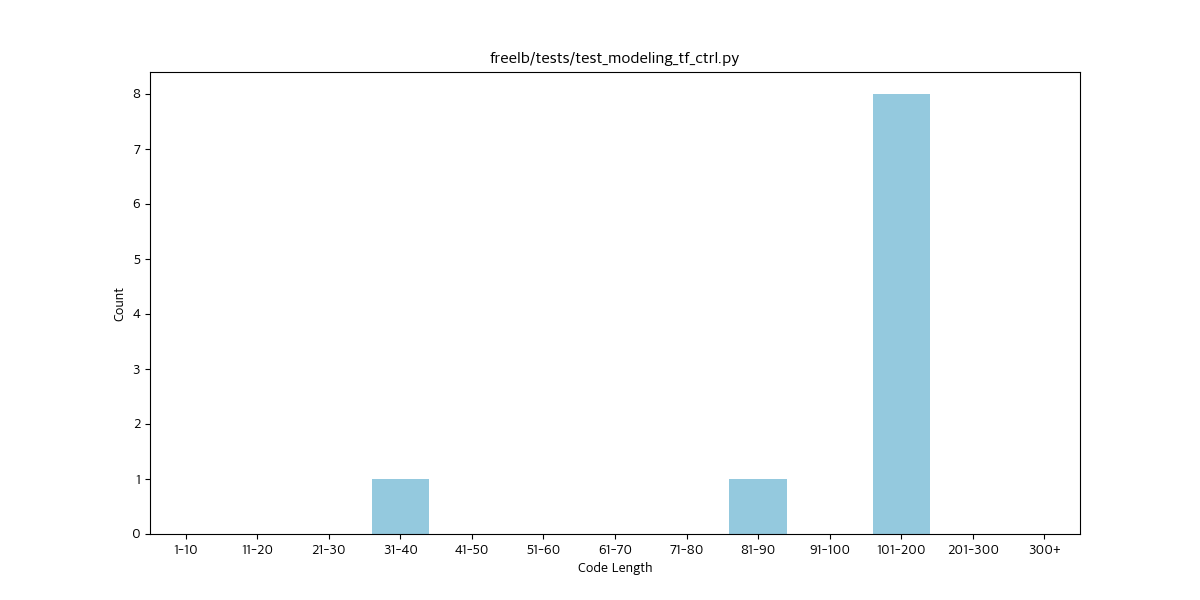 freelb/tests/test_modeling_tf_ctrl.py
Count
8
7
6
5
4
3
2
1
0
1-10 11-20 21-30 31-40 41-50 51-60 61-70 71-80 81-90 91-100 101-200 201-300 300+
Code Length